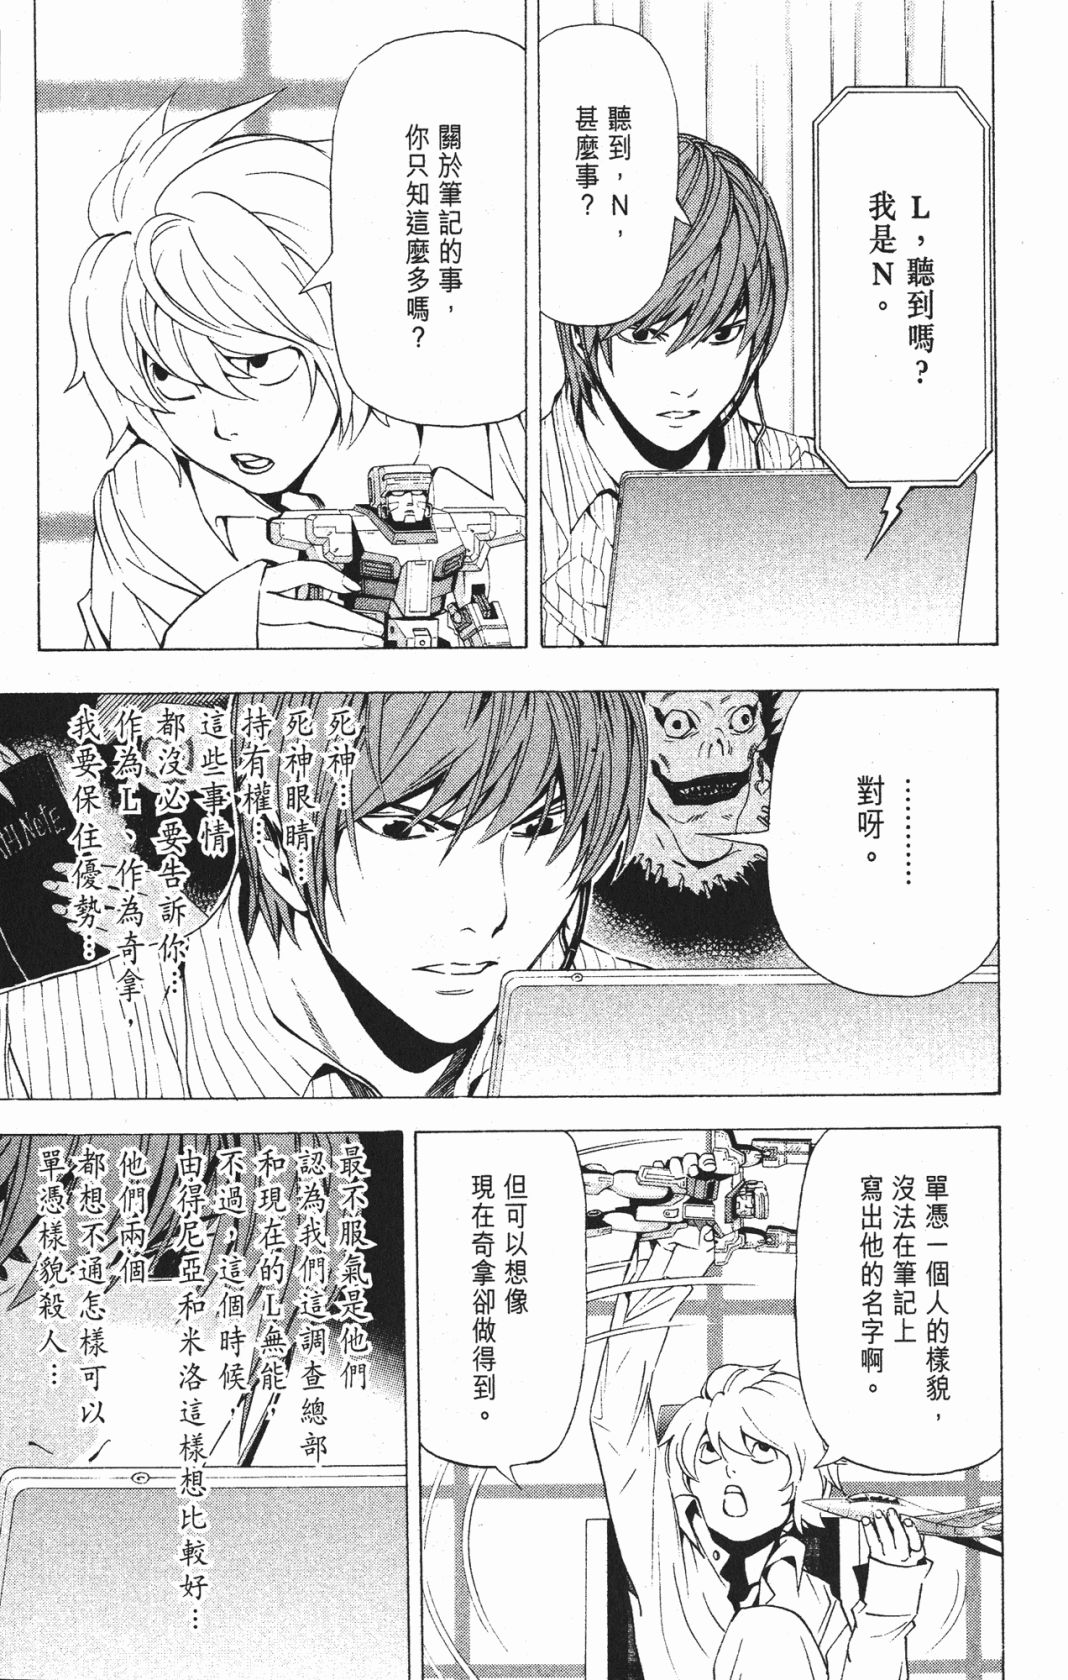 L，聽到嗎？
我是N。
聽到，N，
甚麼事？
關於筆記的事，
你只知這麼多嗎？
…………
對呀。
死神…
死神眼睛…
持有權…
這些事情
都沒必要告訴你…
作為L、作為奇拿，
我要保住優勢…
TH NOTE
單憑一個人的樣貌，
沒法在筆記上
寫出他的名字啊。
但可以想像
現在奇拿卻做得到。
最不服氣是他們
認為我們這調查總部
和現在的L無能，
不過，這個時候，
由得尼亞和米洛這樣想比較好…
他們兩個
都想不通怎樣可以
單憑樣貌殺人…